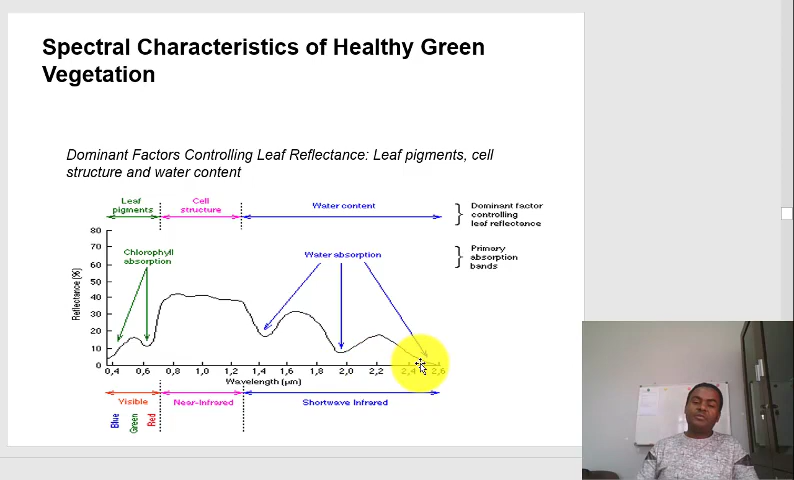 Spectral Characteristics of Healthy Green
Vegetation
Dominant Factors Controlling Leaf Reflectance: Leaf pigments, cell
structure and water content
Leaf
pigments
Cell
structure
Water content
Dominant factor
controlling
leaf reflectance
Chlorophyll
absorption
Water absorption
Primary
absorption
bands
Reflectance [%]
80
70
60
50
40
30
20
10
0
0,4 0,6 0,8 1,0 1,2 1,4 1,6 1,8 2,0 2,2 2,4 2,6
Wavelength [µm]
Visible
Near-Infrared
Shortwave Infrared
Blue
Green
Red